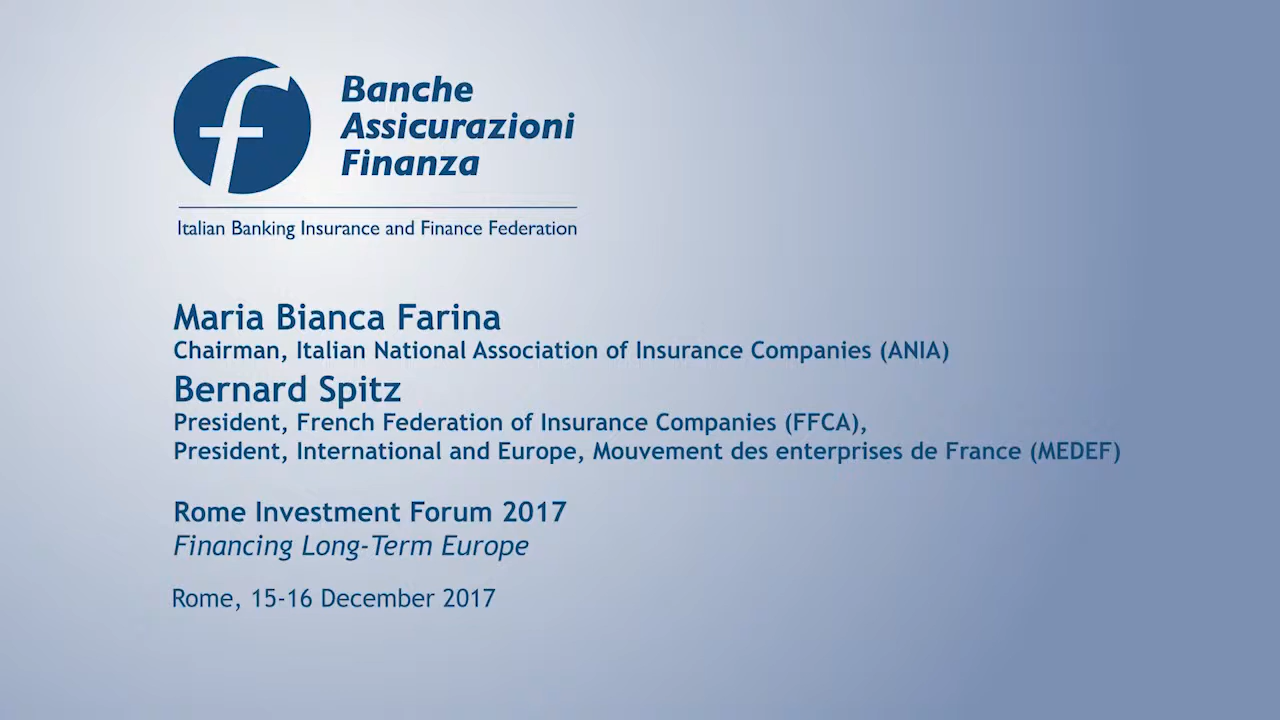 Banche
Assicurazioni
Finanza
Italian Banking Insurance and Finance Federation
Maria Bianca Farina
Chairman, Italian National Association of Insurance Companies (ANIA)
Bernard Spitz
President, French Federation of Insurance Companies (FFCA),
President, International and Europe, Mouvement des enterprises de France (MEDEF)
Rome Investment Forum 2017
Financing Long-Term Europe
Rome, 15-16 December 2017